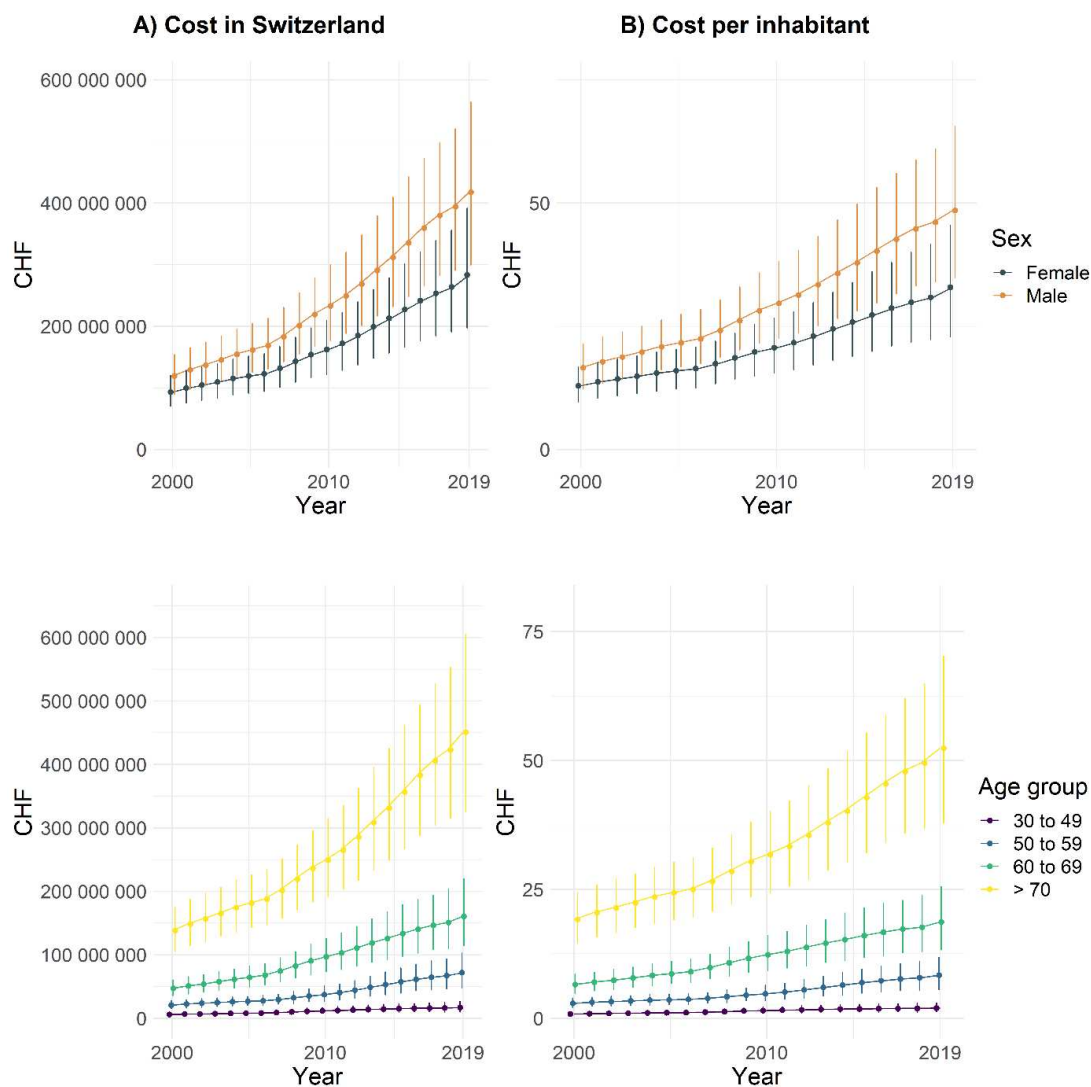 A) Cost in Switzerland
B) Cost per inhabitant
600 000 000
400 000 000
200 000 000
0
CHF
2000
2010
2019
Year
50
0
CHF
2000
2010
2019
Year
Sex
Female
Male
600 000 000
500 000 000
400 000 000
300 000 000
200 000 000
100 000 000
0
CHF
2000
2010
2019
Year
75
50
25
0
CHF
2000
2010
2019
Year
Age group
30 to 49
50 to 59
60 to 69
> 70